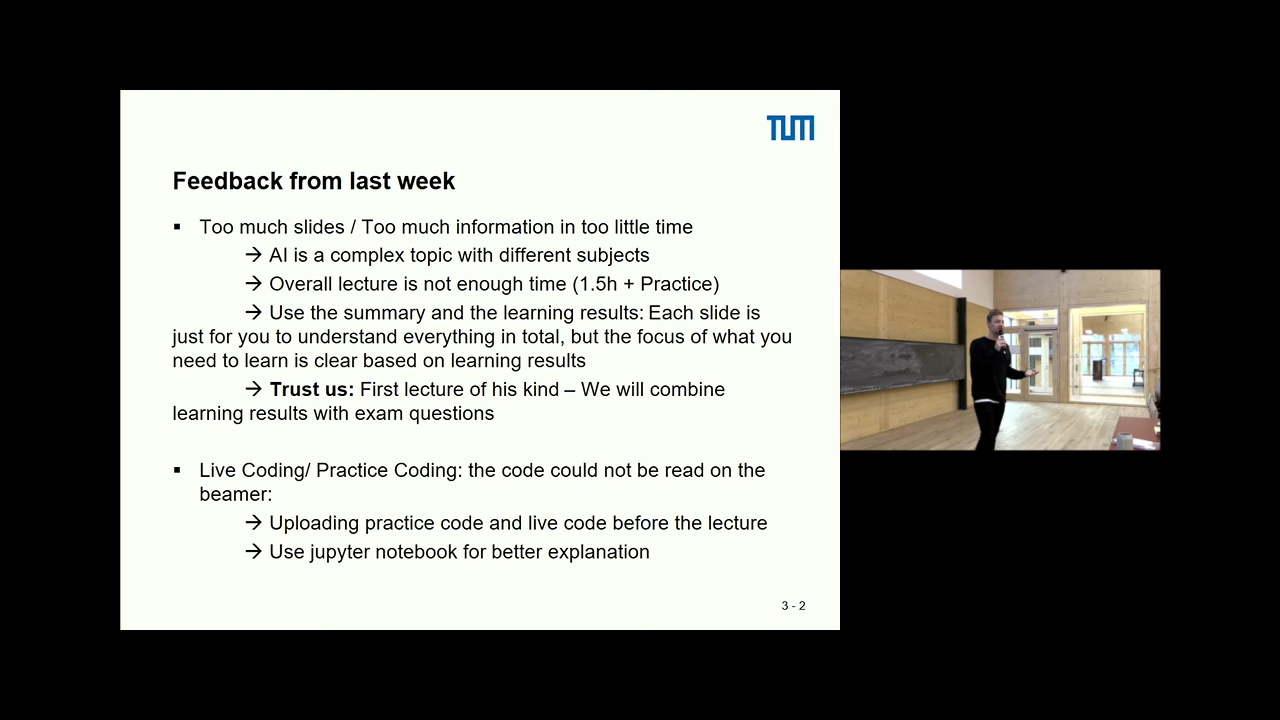 TUM
Feedback from last week
▪ Too much slides / Too much information in too little time
→ AI is a complex topic with different subjects
→ Overall lecture is not enough time (1.5h + Practice)
→ Use the summary and the learning results: Each slide is
just for you to understand everything in total, but the focus of what you
need to learn is clear based on learning results
→ Trust us: First lecture of his kind – We will combine
learning results with exam questions
▪ Live Coding/ Practice Coding: the code could not be read on the
beamer:
→ Uploading practice code and live code before the lecture
→ Use jupyter notebook for better explanation
3 - 2